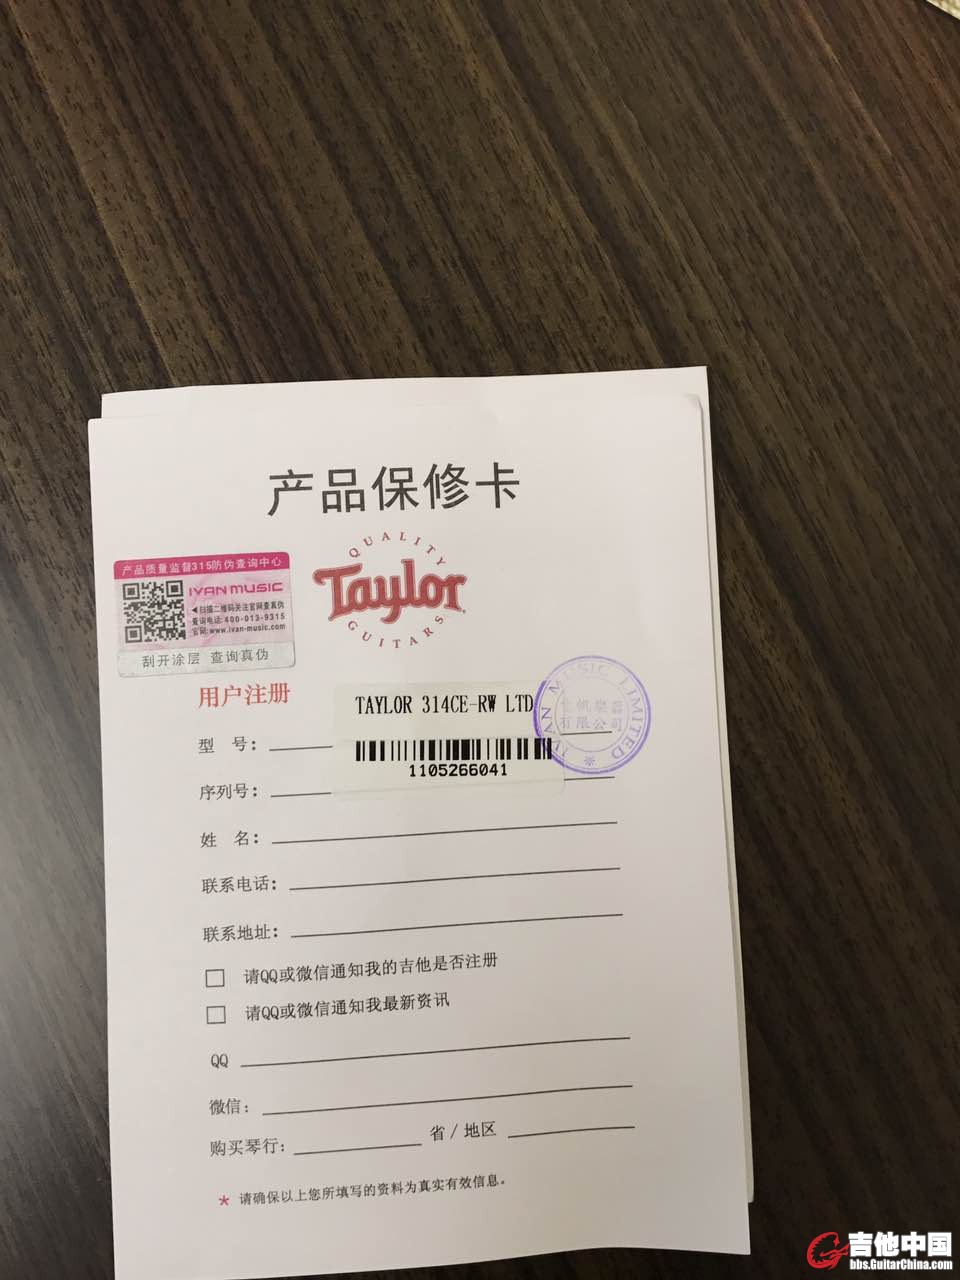 产品保修卡
QUALITY
Taylor
GUITARS
产品质量监督315防伪查询中心
IVAN MUSIC
◀扫描二维码关注官网查真伪
查询电话:400-013-9315
官网:www.ivan-music.com
刮开涂层 查询真伪
用户注册
TAYLOR 314CE-RW LTD
IVAN MUSIC LIMITED
有限公司
型 号：
1105266041
序列号：
姓 名：
联系电话：
联系地址：
请QQ或微信通知我的吉他是否注册
请QQ或微信通知我最新资讯
QQ
微信：
购买琴行： 省 / 地区
* 请确保以上您所填写的资料为真实有效信息。
吉他中国
bbs.GuitarChina.com